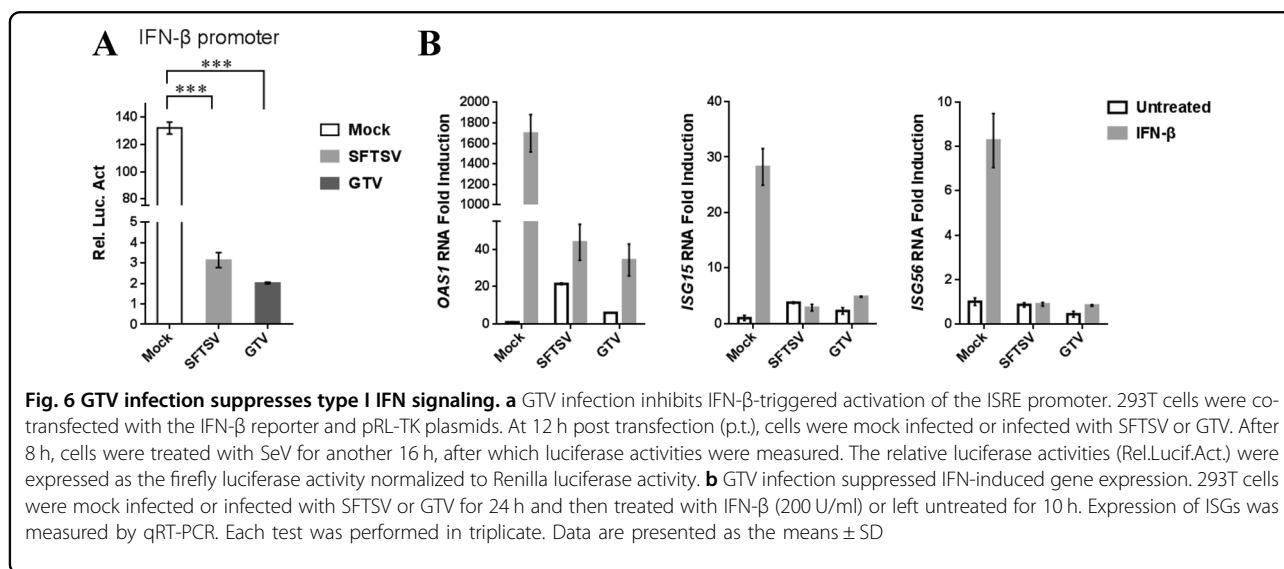 A
IFN-β promoter
***
***
Rel. Luc. Act
140
120
100
80
5
4
3
2
1
0
Mock
SFTSV
GTV
Mock
SFTSV
GTV
B
OAS1 RNA Fold Induction
2000
1800
1600
1400
1200
1000
60
40
20
0
Mock
SFTSV
GTV
ISG15 RNA Fold Induction
40
30
20
10
0
Mock
SFTSV
GTV
ISG56 RNA Fold Induction
10
8
6
4
2
0
Mock
SFTSV
GTV
Untreated
IFN-β
Fig. 6 GTV infection suppresses type I IFN signaling. a GTV infection inhibits IFN-β-triggered activation of the ISRE promoter. 293T cells were co-
transfected with the IFN-β reporter and pRL-TK plasmids. At 12 h post transfection (p.t.), cells were mock infected or infected with SFTSV or GTV. After
8 h, cells were treated with SeV for another 16 h, after which luciferase activities were measured. The relative luciferase activities (Rel.Lucif.Act.) were
expressed as the firefly luciferase activity normalized to Renilla luciferase activity. b GTV infection suppressed IFN-induced gene expression. 293T cells
were mock infected or infected with SFTSV or GTV for 24 h and then treated with IFN-β (200 U/ml) or left untreated for 10 h. Expression of ISGs was
measured by qRT-PCR. Each test was performed in triplicate. Data are presented as the means ± SD